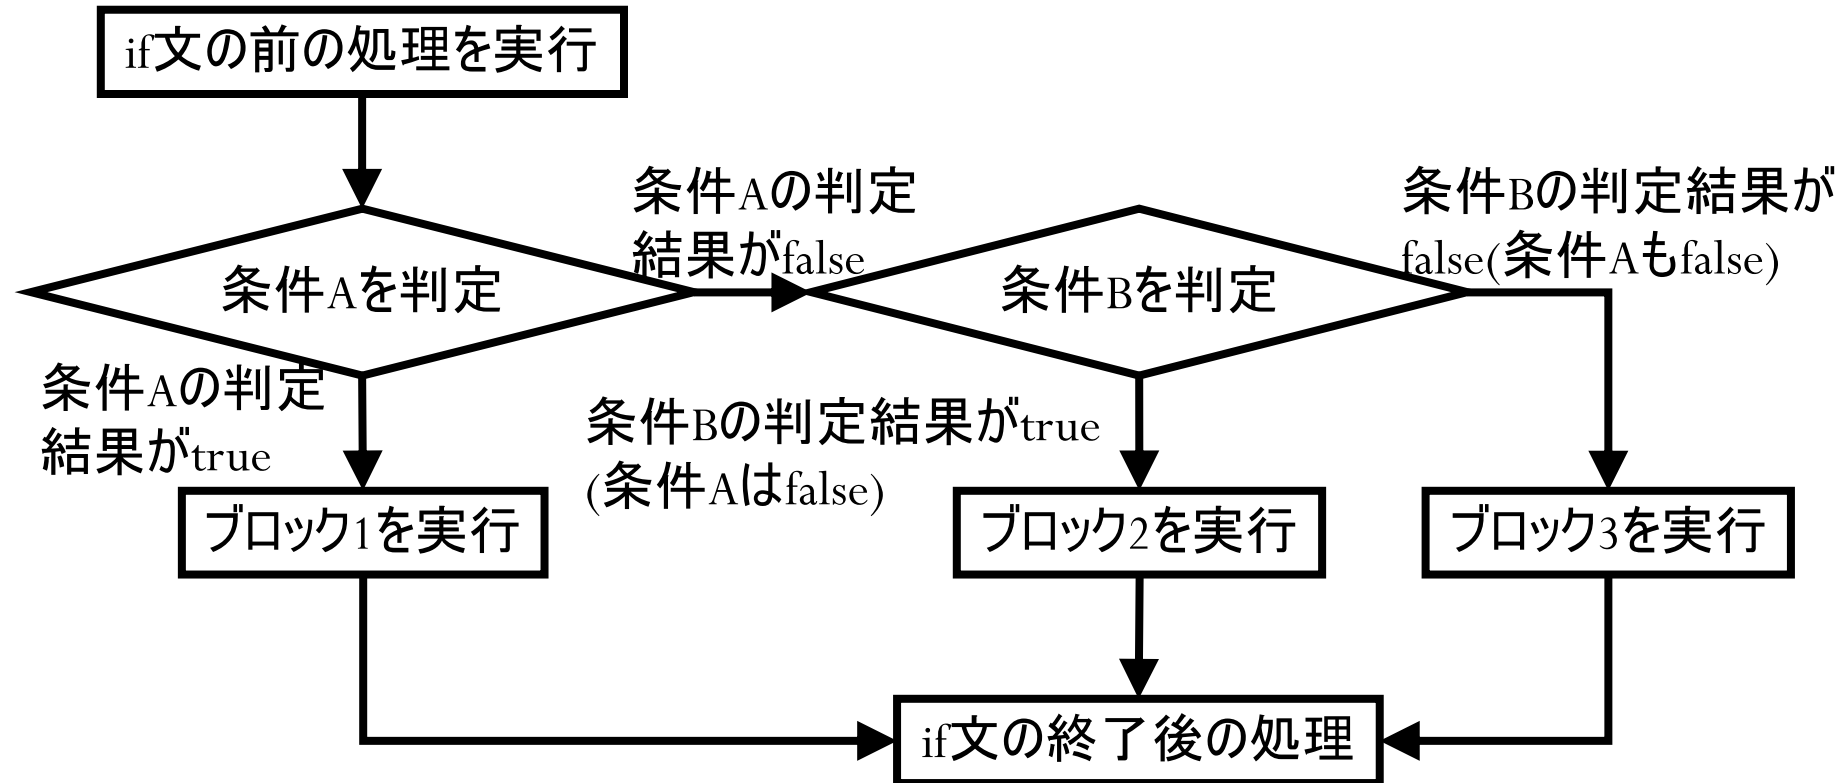 if文の前の処理を実行
条件Aの判定
結果がfalse
条件Bの判定結果が
false(条件Aもfalse)
条件Aを判定
条件Bを判定
条件Aの判定
結果がtrue
条件Bの判定結果がtrue
(条件Aはfalse)
ブロック1を実行
ブロック2を実行
ブロック3を実行
if文の終了後の処理